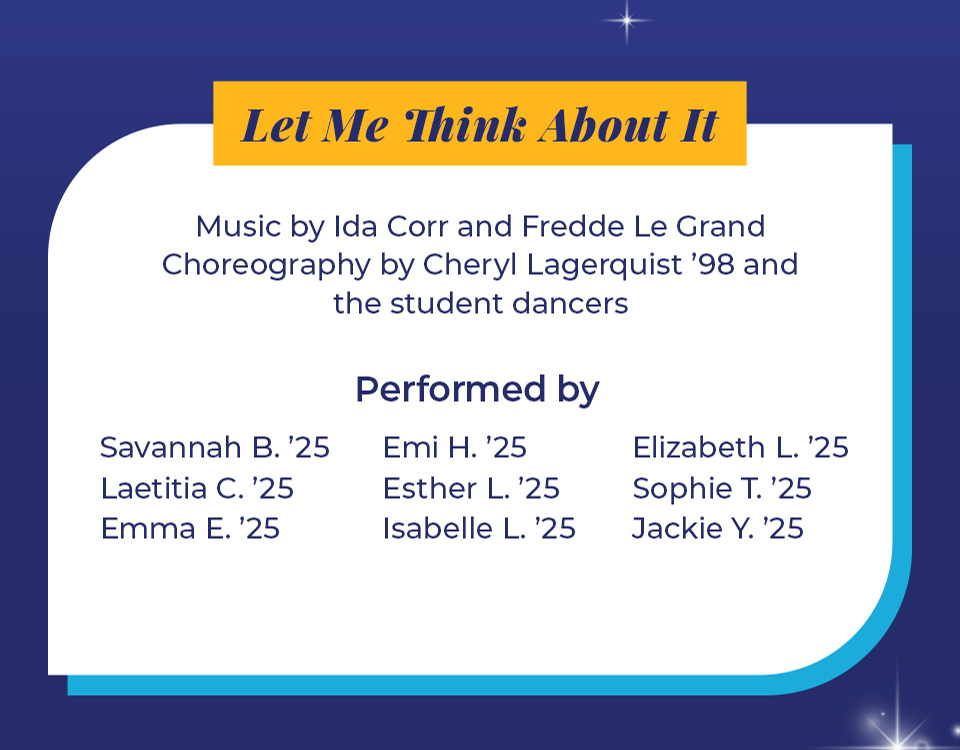 Let Me Think About It
Music by Ida Corr and Fredde Le Grand
Choreography by Cheryl Lagerquist ’98 and
the student dancers
Performed by
Savannah B. ’25
Laetitia C. ’25
Emma E. ’25
Emi H. ’25
Esther L. ’25
Isabelle L. ’25
Elizabeth L. ’25
Sophie T. ’25
Jackie Y. ’25